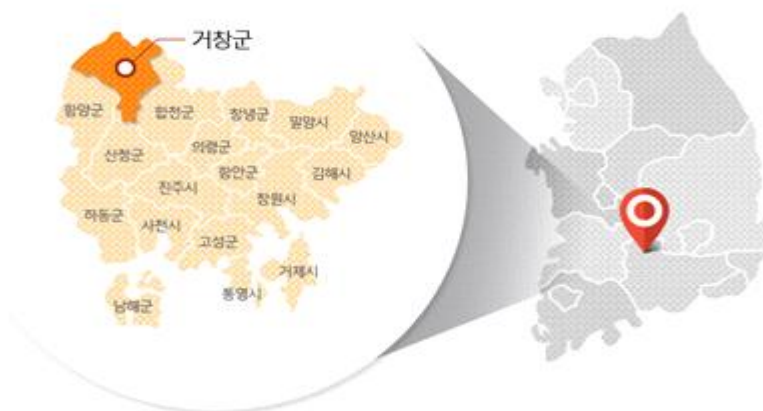 거창군
함양군
합천군
창녕군
밀양시
양산시
산청군
의령군
함안군
김해시
진주시
창원시
하동군
사천시
고성군
거제시
통영시
남해군